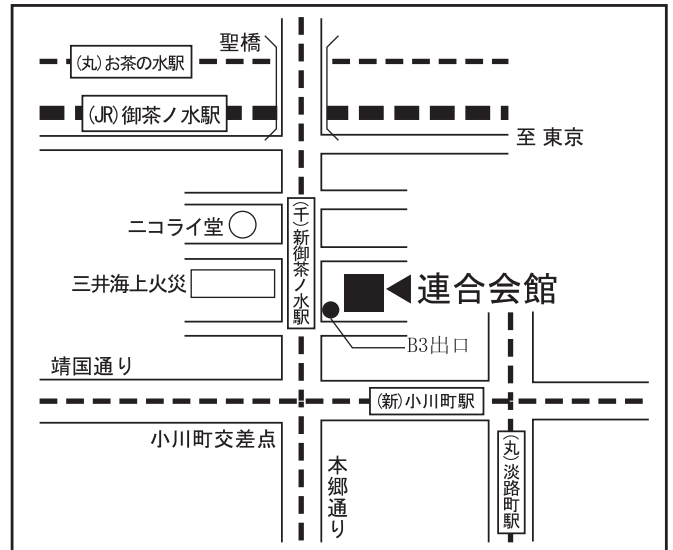 聖橋
(丸)お茶の水駅
(JR)御茶ノ水駅
至 東京
ニコライ堂
(千)新御茶ノ水駅
三井海上火災
連合会館
B3出口
靖国通り
(新)小川町駅
小川町交差点
(丸)淡路町駅
本郷通り